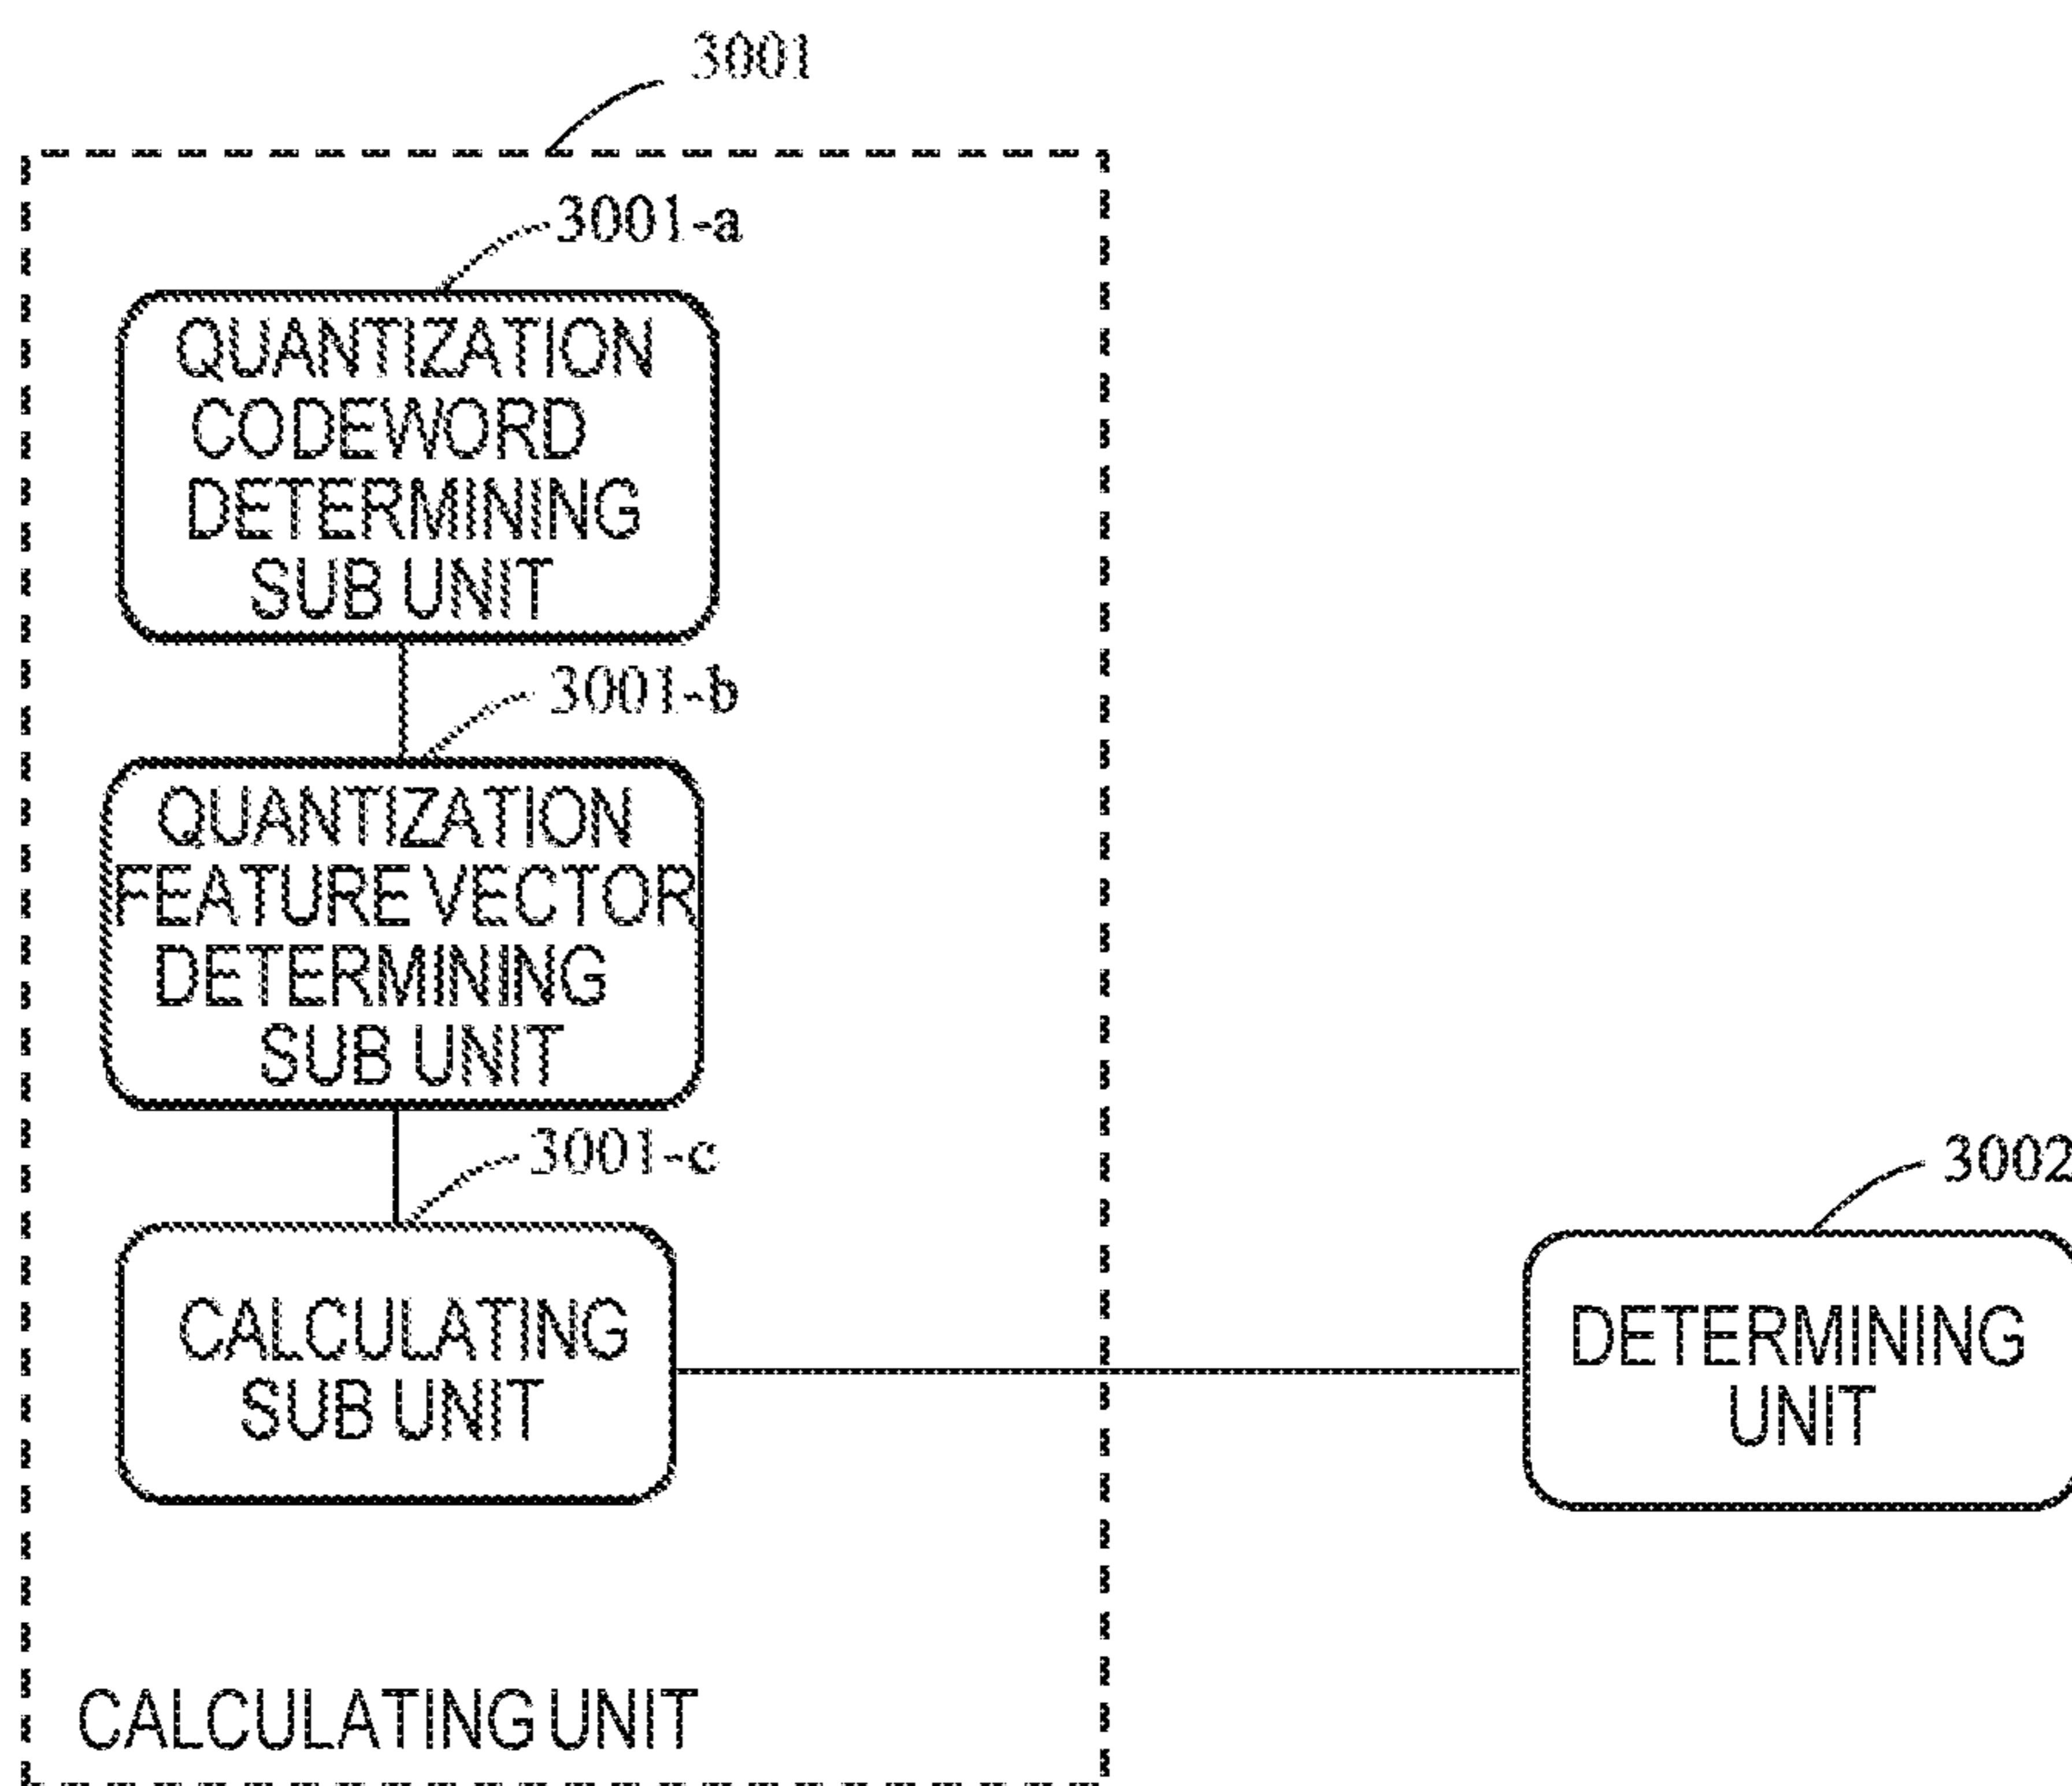 3001
3001-a
QUANTIZATION
CODEWORD
DETERMINING
SUB UNIT
3001-b
QUANTIZATION
FEATURE VECTOR
DETERMINING
SUB UNIT
3001-c
CALCULATING
SUB UNIT
3002
DETERMINING
UNIT
CALCULATING UNIT